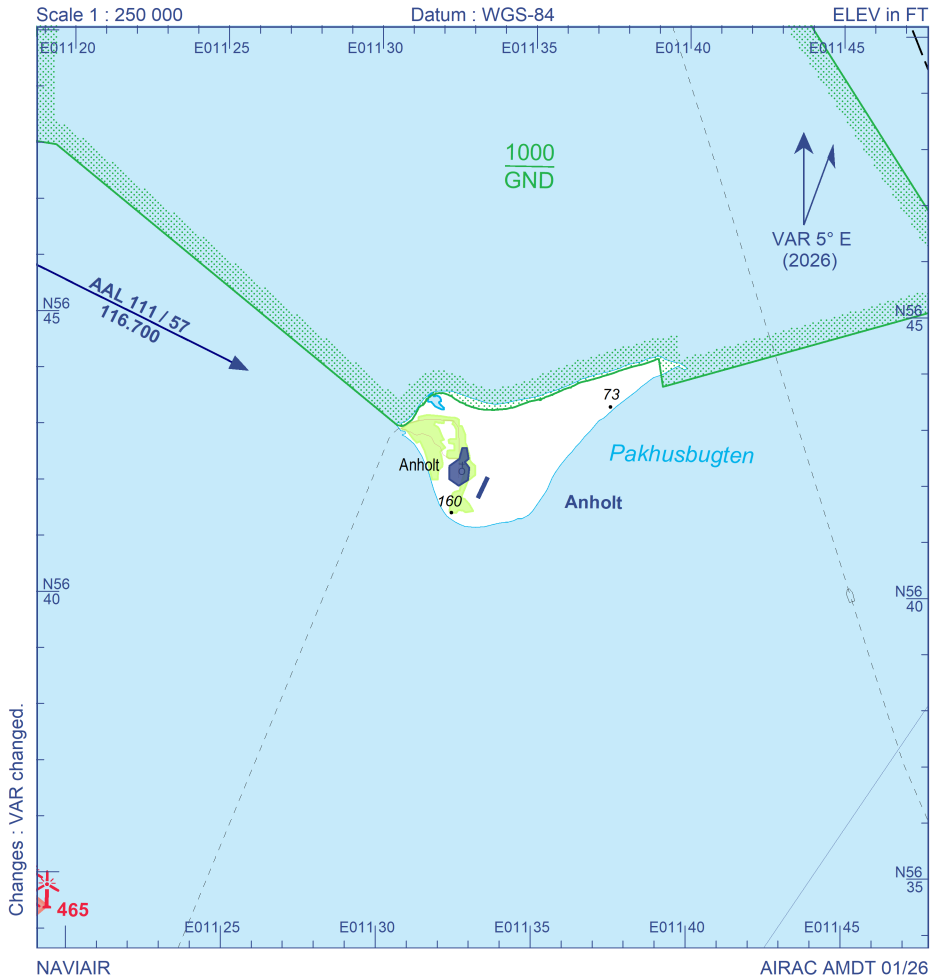 Scale 1 : 250 000
Datum : WGS-84
ELEV in FT
E011 20
E011 25
E011 30
E011 35
E011 40
E011 45
1000
GND
VAR 5° E
(2026)
AAL 111 / 57
116.700
N56
45
N56
45
73
Pakhusbugten
Anholt
160
Anholt
N56
40
N56
40
N56
35
465
E011 25
E011 30
E011 35
E011 40
E011 45
Changes : VAR changed.
NAVIAIR
AIRAC AMDT 01/26